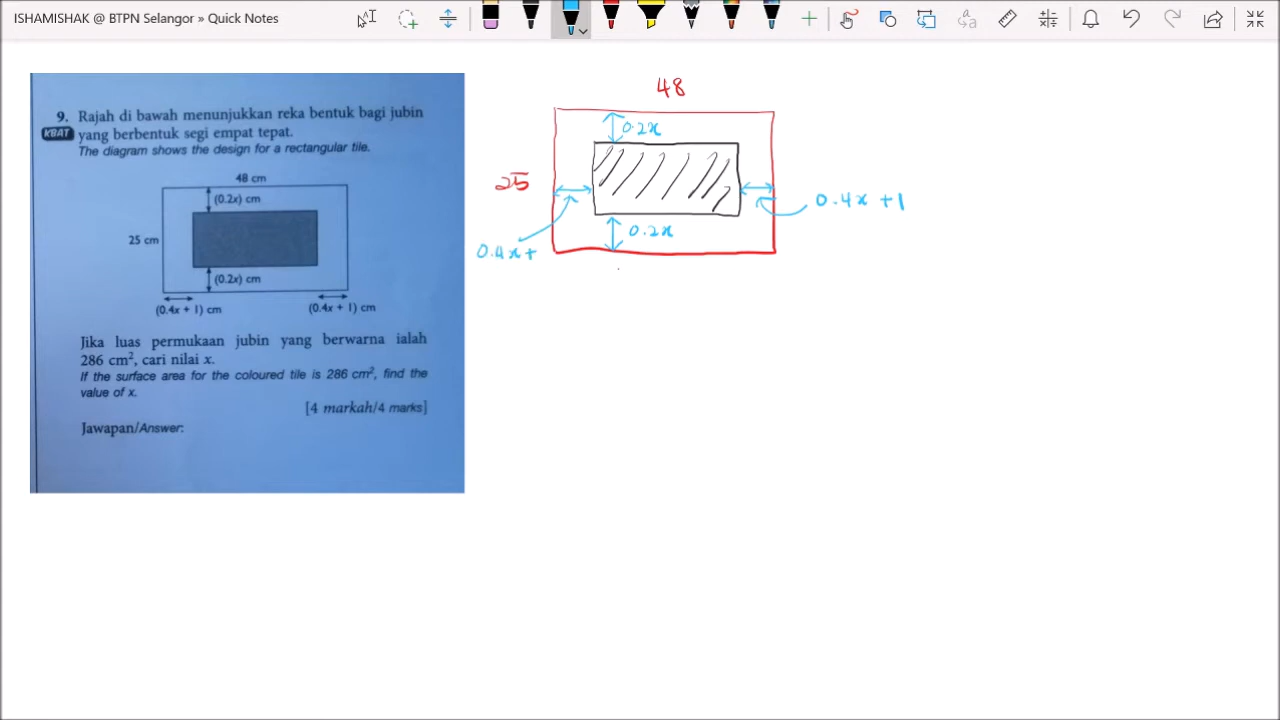 ISHAMISHAK @ BTPN Selangor » Quick Notes
9. Rajah di bawah menunjukkan reka bentuk bagi jubin
KBAT yang berbentuk segi empat tepat.
The diagram shows the design for a rectangular tile.
48 cm
(0.2x) cm
25 cm
(0.2x) cm
(0.4x + 1) cm
(0.4x + 1) cm
Jika luas permukaan jubin yang berwarna ialah
286 cm², cari nilai x.
If the surface area for the coloured tile is 286 cm², find the
value of x.
[4 markah/4 marks]
Jawapan/Answer:
48
0.2x
25
0.4x +1
0.2x
0.4x+